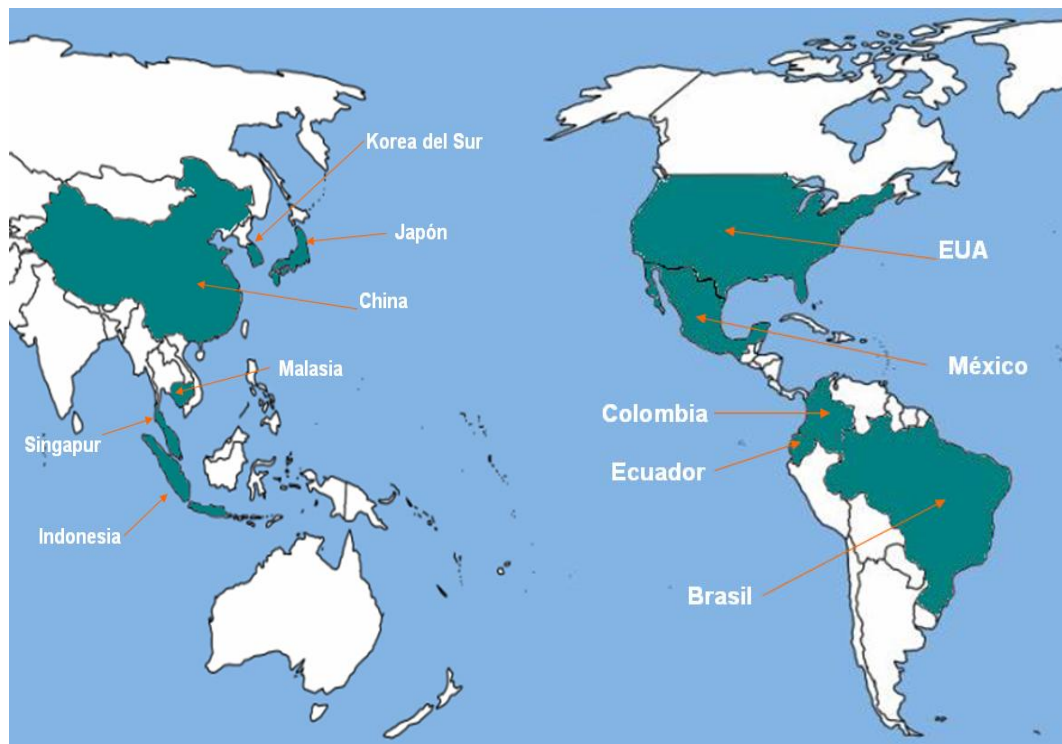 Korea del Sur
Japón
China
Malasia
Singapur
Indonesia
EUA
México
Colombia
Ecuador
Brasil